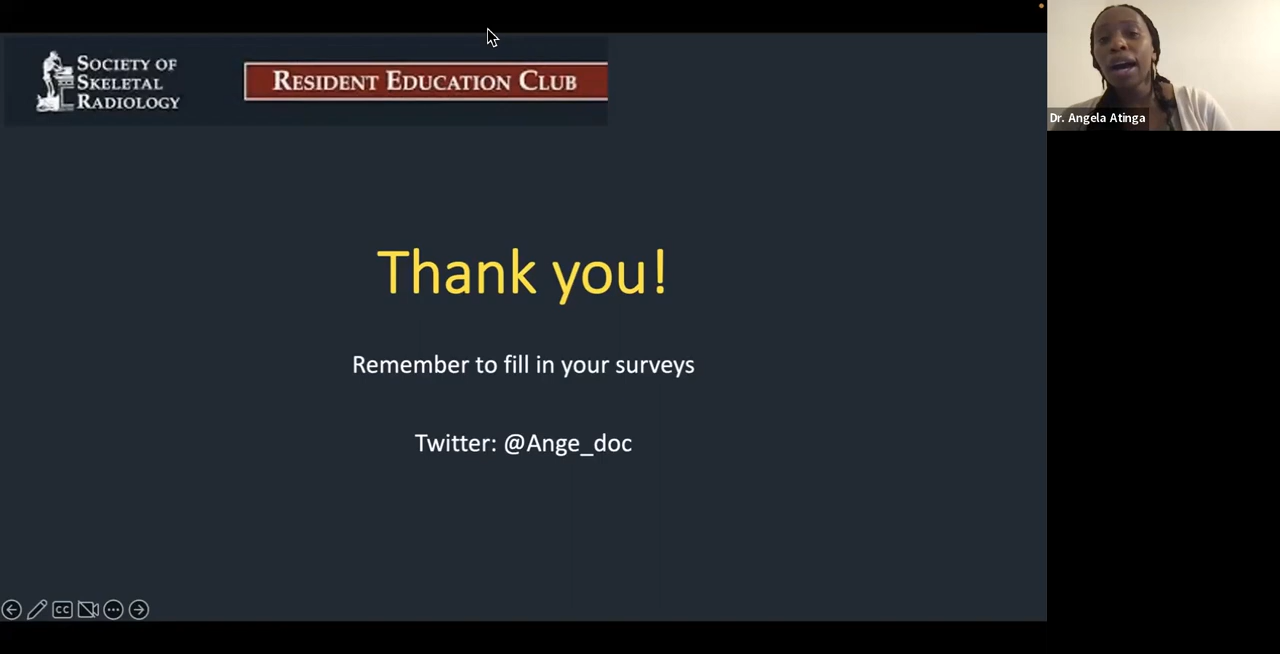 SOCIETY OF
SKELETAL
RADIOLOGY
RESIDENT EDUCATION CLUB
Dr. Angela Atinga
Thank you!
Remember to fill in your surveys
Twitter: @Ange_doc
CC